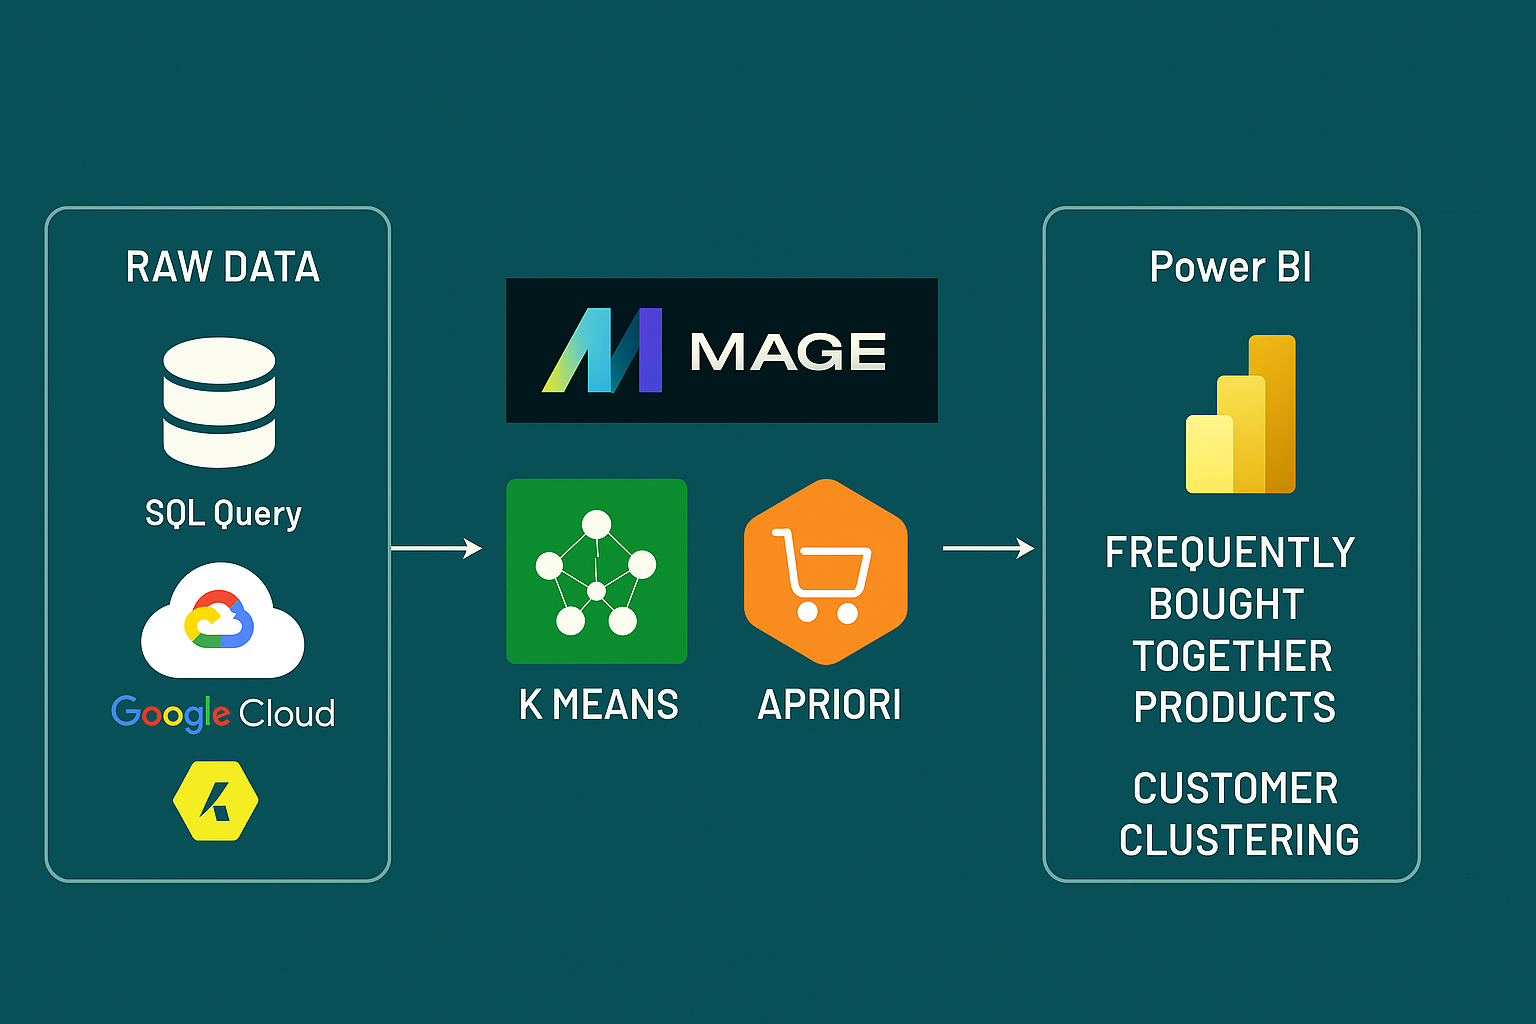 RAW DATA
SQL Query
Google Cloud
MAGE
K MEANS
APRIORI
Power BI
FREQUENTLY
BOUGHT
TOGETHER
PRODUCTS
CUSTOMER
CLUSTERING